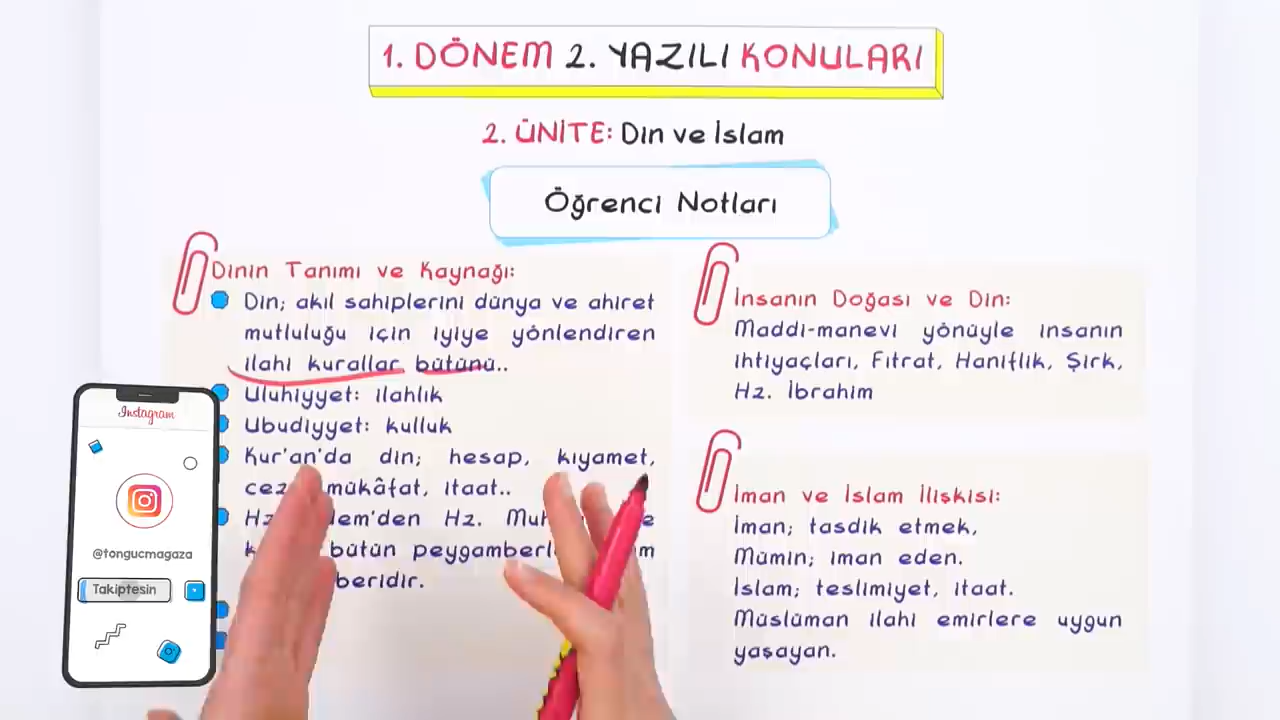 1. DÖNEM 2. YAZILI KONULARI
2. ÜNİTE: Din ve İslam
Öğrenci Notları
Dinin Tanımı ve Kaynağı:
Din; akıl sahiplerini dünya ve ahiret
mutluluğu için iyiye yönlendiren
ilahi kurallar bütünü..
Uluhiyyet: ilahlık
Ubudiyyet: kulluk
Kur'an'da din; hesap, kıyamet,
mükâfat, itaat..
Hz. Muh
bütün
beridir.
İnsanın Doğası ve Din:
Maddi-manevi yönüyle insanın
ihtiyaçları, Fıtrat, Haniflik, Şirk,
Hz. İbrahim
İman ve İslam İlişkisi:
İman; tasdik etmek,
Mümin; iman eden.
İslam; teslimiyet, itaat.
Müslüman ilahi emirlere uygun
yaşayan.
Instagram
@tongucmagaza
Takiptesin